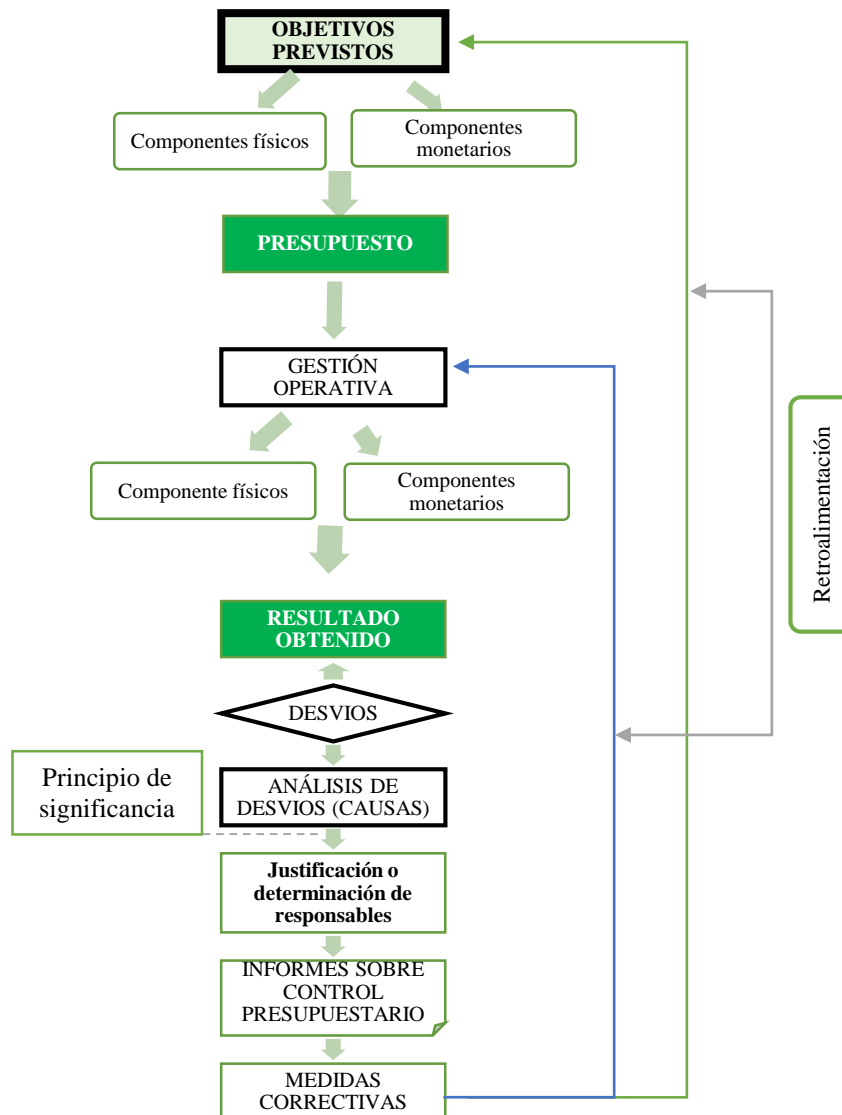 OBJETIVOS
PREVISTOS
Componentes físicos
Componentes
monetarios
PRESUPUESTO
GESTIÓN
OPERATIVA
Componente físicos
Componentes
monetarios
Retroalimentación
RESULTADO
OBTENIDO
DESVIOS
Principio de
significancia
ANÁLISIS DE
DESVIOS (CAUSAS)
Justificación o
determinación de
responsables
INFORMES SOBRE
CONTROL
PRESUPUESTARIO
MEDIDAS
CORRECTIVAS